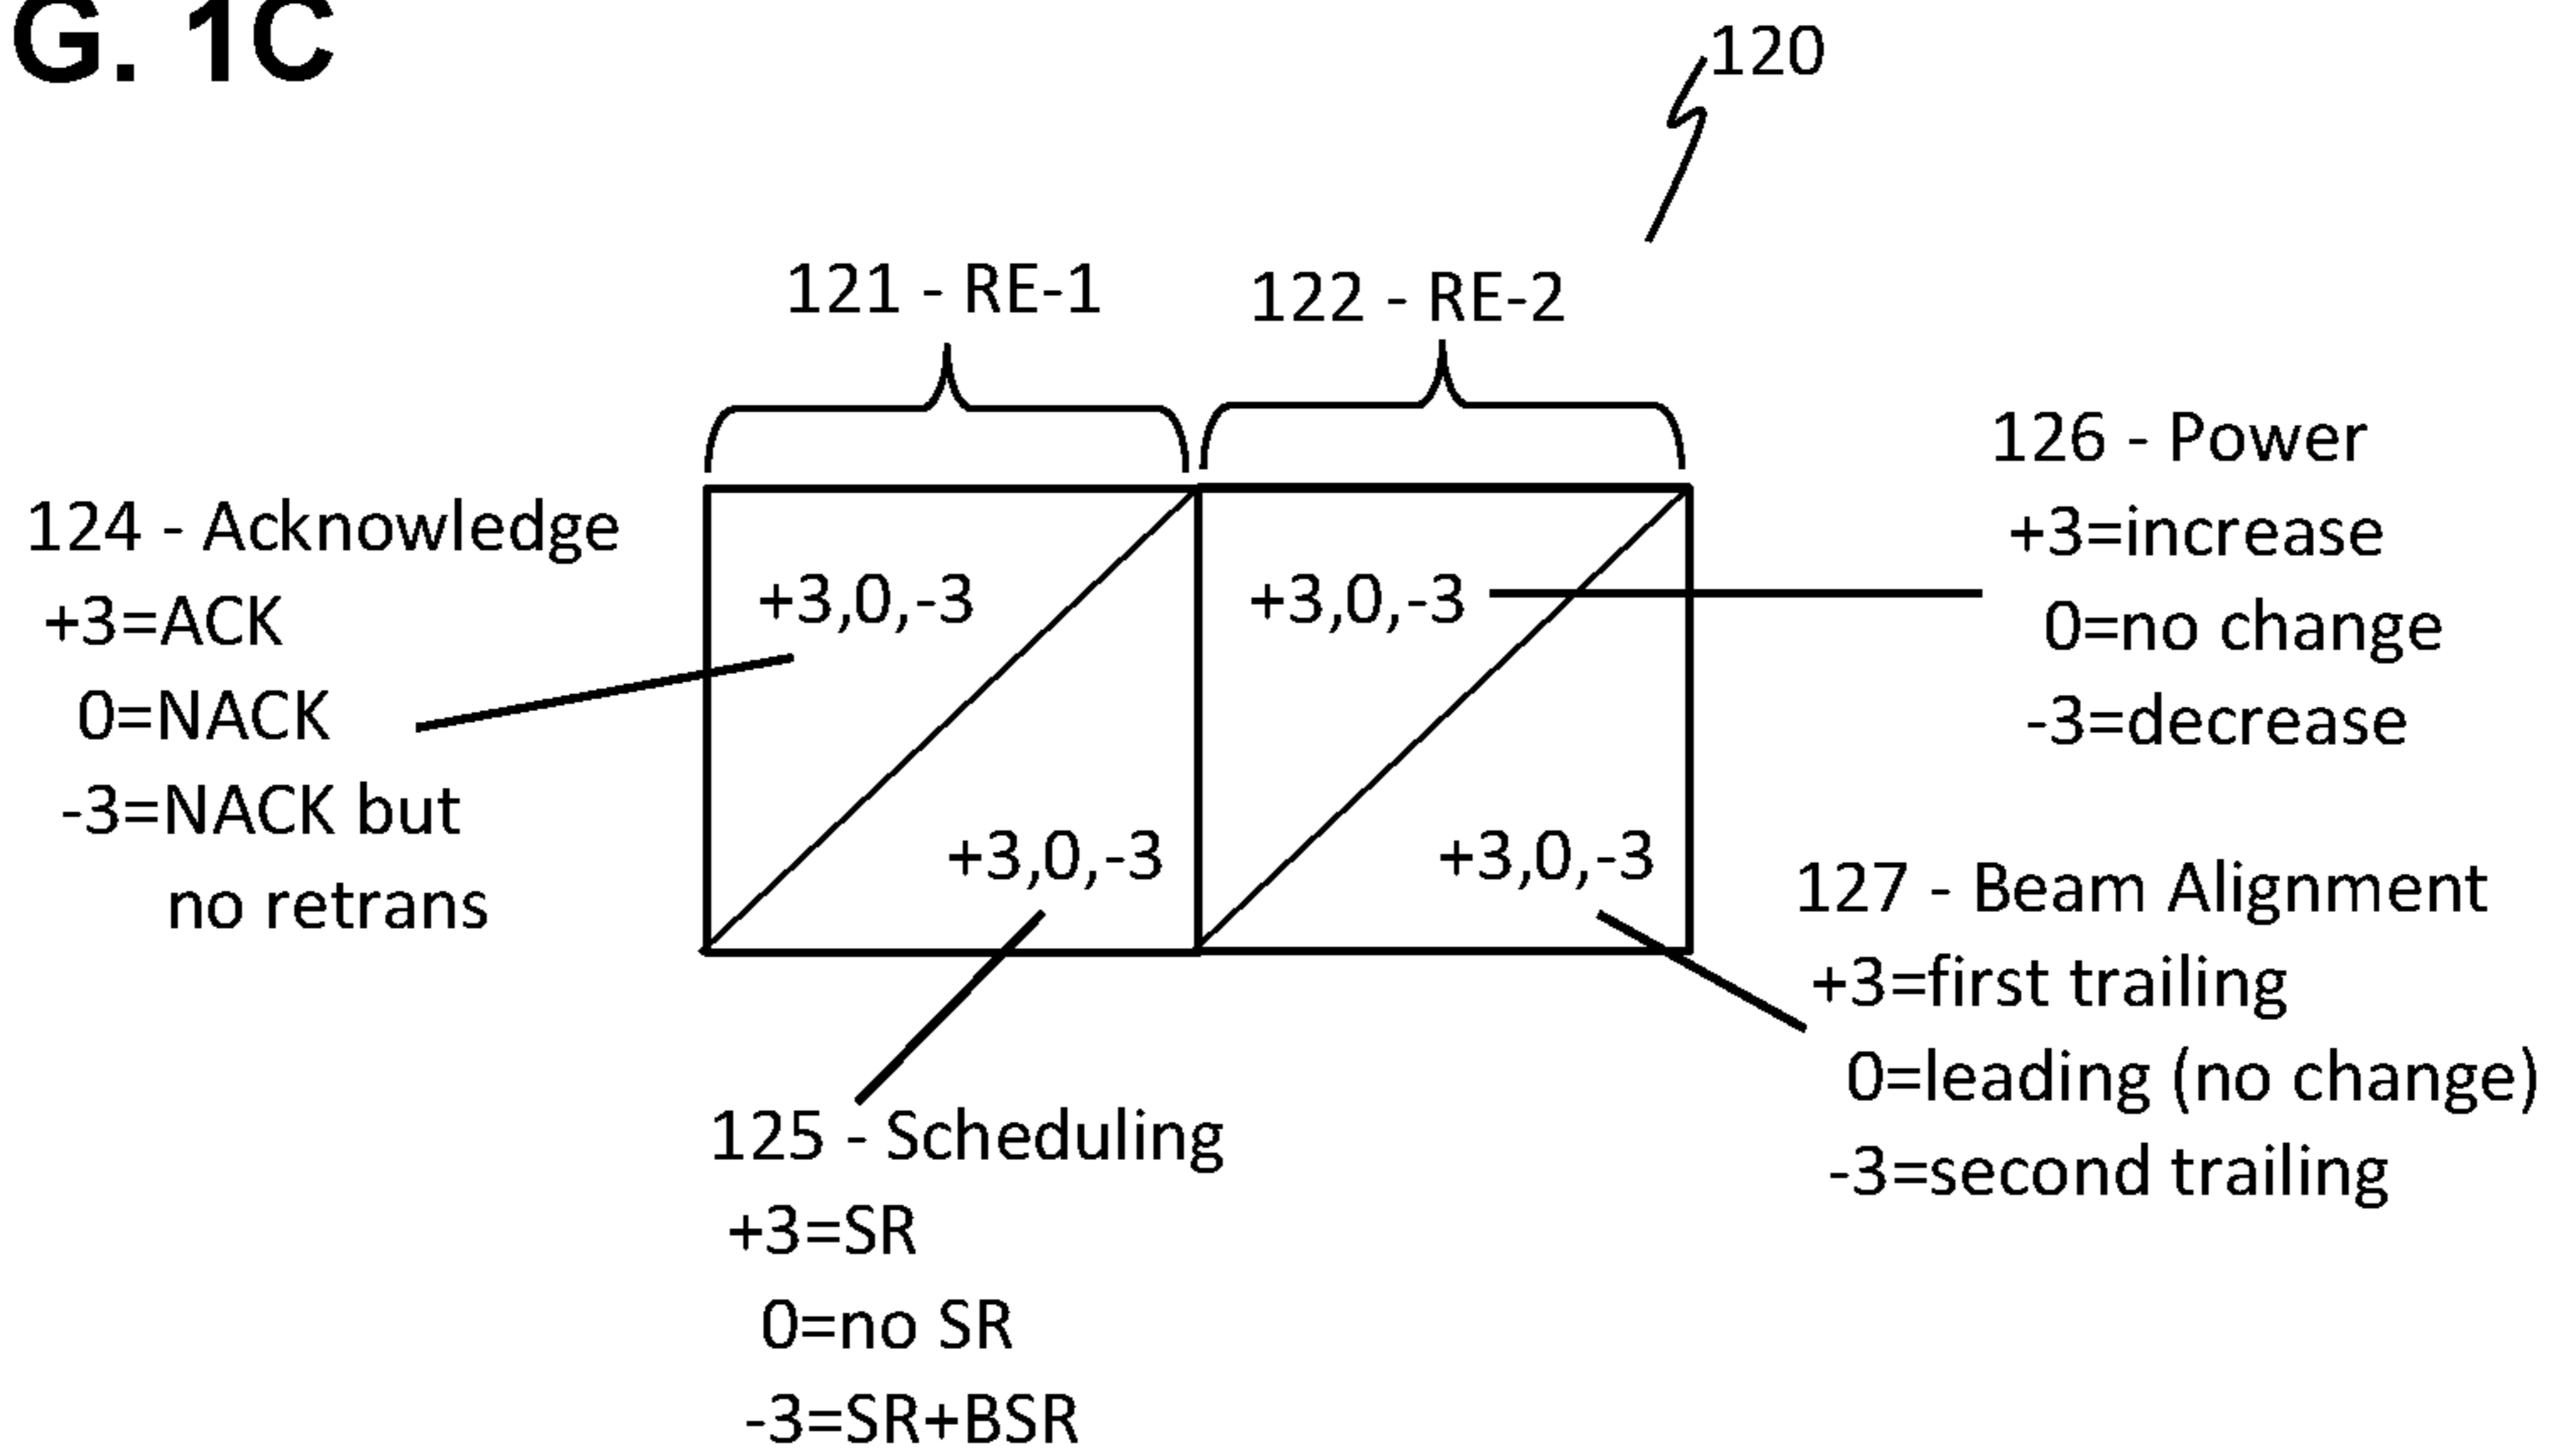 G. 1C
120
121 - RE-1
122 - RE-2
124 - Acknowledge
+3=ACK
0=NACK
-3=NACK but
no retrans
+3,0,-3
+3,0,-3
+3,0,-3
+3,0,-3
126 - Power
+3=increase
0=no change
-3=decrease
127 - Beam Alignment
+3=first trailing
0=leading (no change)
-3=second trailing
125 - Scheduling
+3=SR
0=no SR
-3=SR+BSR